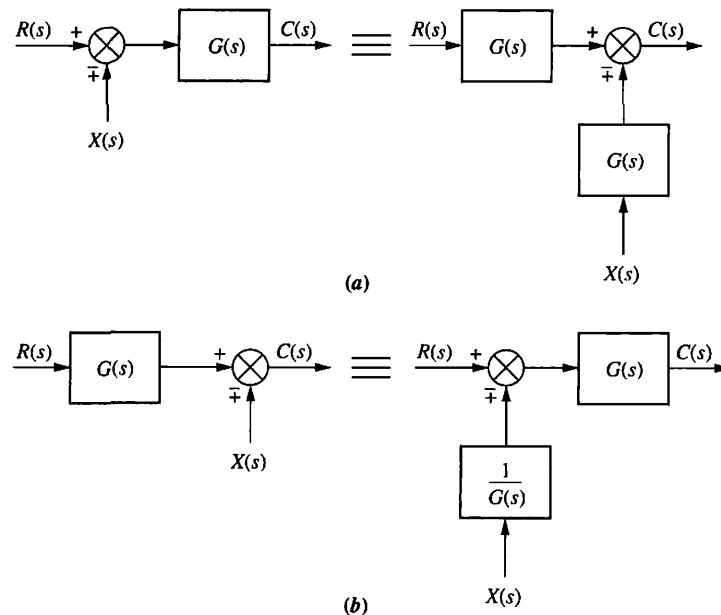 R(s) + G(s) C(s) ≡ R(s) G(s) + C(s)
∓ ∓
X(s) G(s)
X(s)
(a)
R(s) G(s) + C(s) ≡ R(s) + G(s) C(s)
∓ ∓
X(s) 1/G(s)
X(s)
(b)